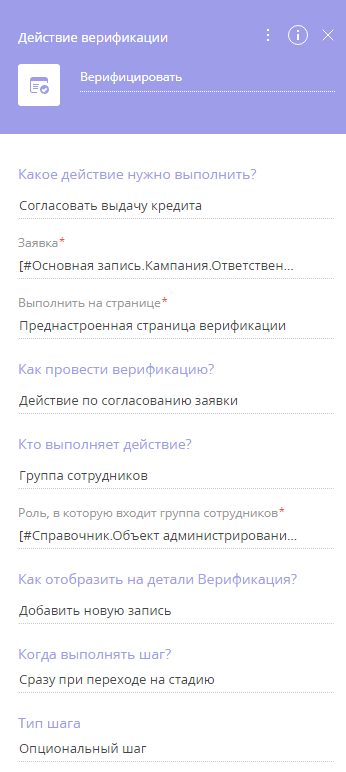 Действие верификации
Верифицировать
Какое действие нужно выполнить?
Согласовать выдачу кредита
Заявка*
[#Основная запись.Кампания.Ответствен...
Выполнить на странице*
Преднастроенная страница верификации
Как провести верификацию?
Действие по согласованию заявки
Кто выполняет действие?
Группа сотрудников
Роль, в которую входит группа сотрудников*
[#Справочник.Объект администрировани...
Как отобразить на детали Верификация?
Добавить новую запись
Когда выполнять шаг?
Сразу при переходе на стадию
Тип шага
Опциональный шаг